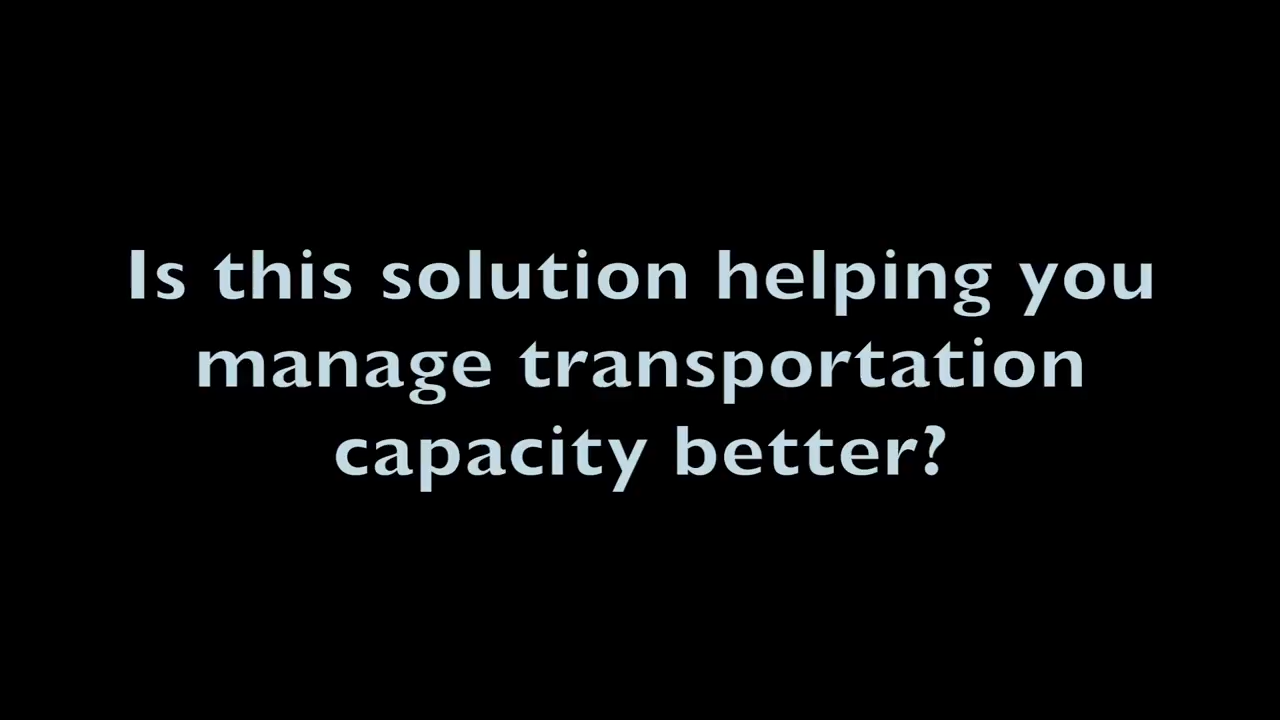 Is this solution helping you
manage transportation
capacity better?